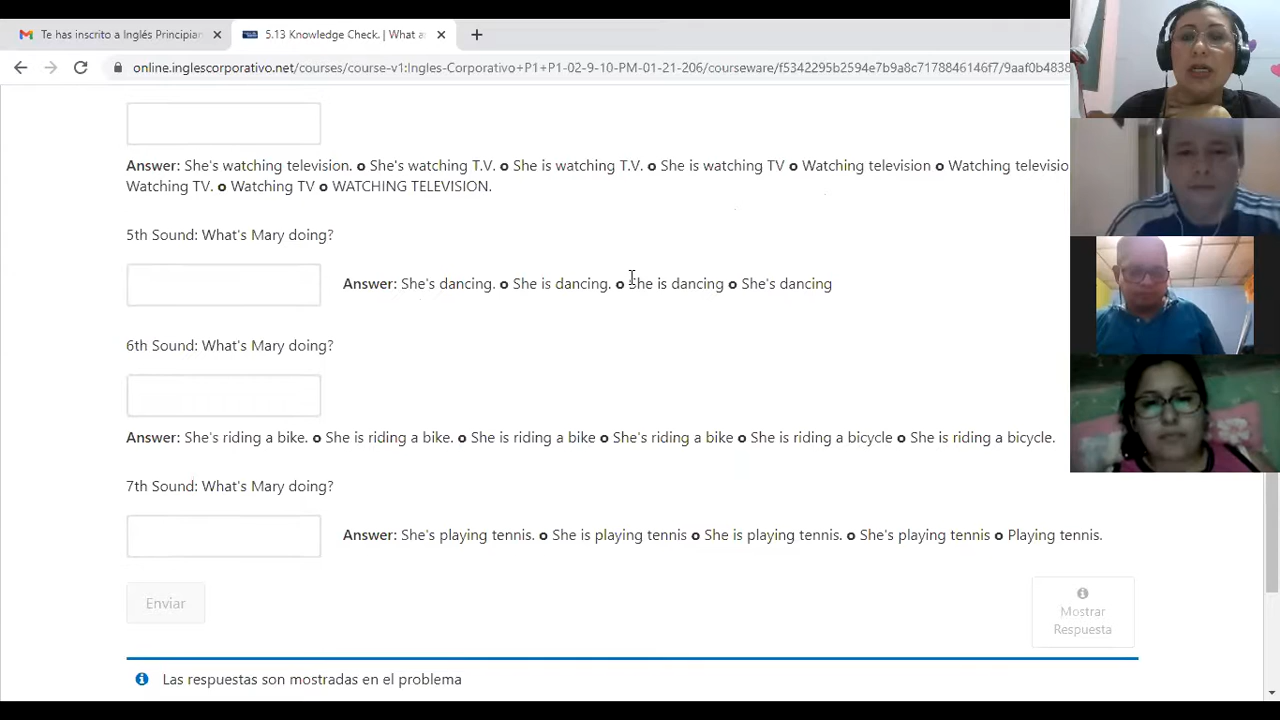 Te has inscrito a Inglés Principian
5.13 Knowledge Check. | What a
online.inglescorporativo.net/courses/course-v1:Ingles-Corporativo+P1+P1-02-9-10-PM-01-21-206/courseware/f5342295b2594e7b9a8c7178846146f7/9aaf0b4838
Answer: She's watching television. o She's watching T.V. o She is watching T.V. o She is watching TV o Watching television o Watching televisio
Watching TV. o Watching TV o WATCHING TELEVISION.
5th Sound: What's Mary doing?
Answer: She's dancing. o She is dancing. o She is dancing o She's dancing
6th Sound: What's Mary doing?
Answer: She's riding a bike. o She is riding a bike. o She is riding a bike o She's riding a bike o She is riding a bicycle o She is riding a bicycle.
7th Sound: What's Mary doing?
Answer: She's playing tennis. o She is playing tennis o She is playing tennis. o She's playing tennis o Playing tennis.
Enviar
Mostrar
Respuesta
Las respuestas son mostradas en el problema